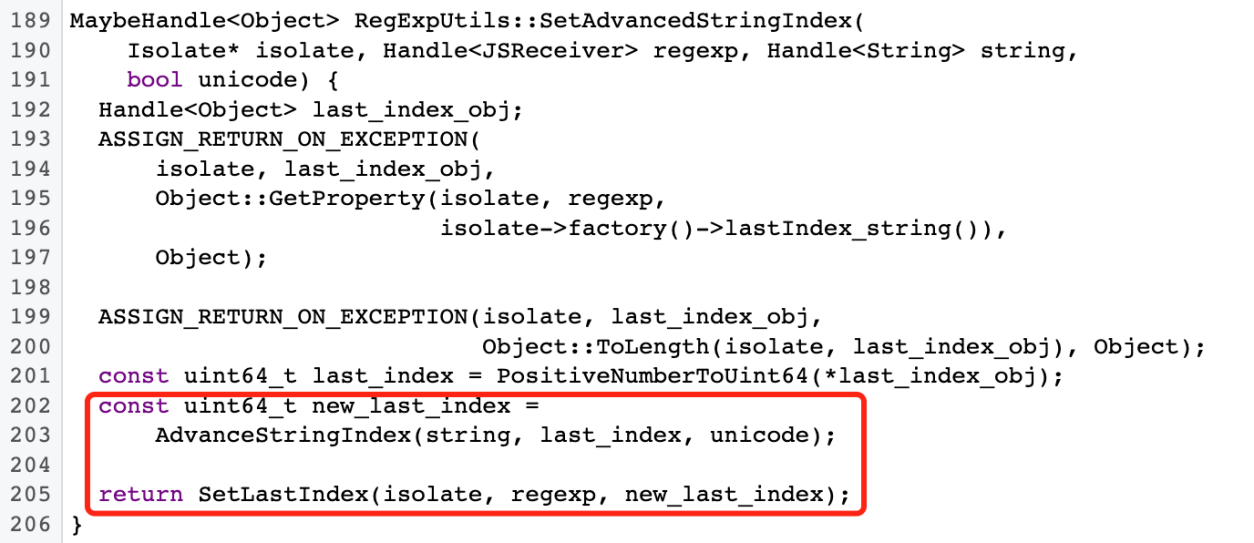 189 MaybeHandle<Object> RegExpUtils::SetAdvancedStringIndex(
190     Isolate* isolate, Handle<JSReceiver> regexp, Handle<String> string,
191     bool unicode) {
192   Handle<Object> last_index_obj;
193   ASSIGN_RETURN_ON_EXCEPTION(
194       isolate, last_index_obj,
195       Object::GetProperty(isolate, regexp,
196                           isolate->factory()->lastIndex_string()),
197       Object);
198
199   ASSIGN_RETURN_ON_EXCEPTION(isolate, last_index_obj,
200                              Object::ToLength(isolate, last_index_obj), Object);
201   const uint64_t last_index = PositiveNumberToUint64(*last_index_obj);
202   const uint64_t new_last_index =
203       AdvanceStringIndex(string, last_index, unicode);
204
205   return SetLastIndex(isolate, regexp, new_last_index);
206 }